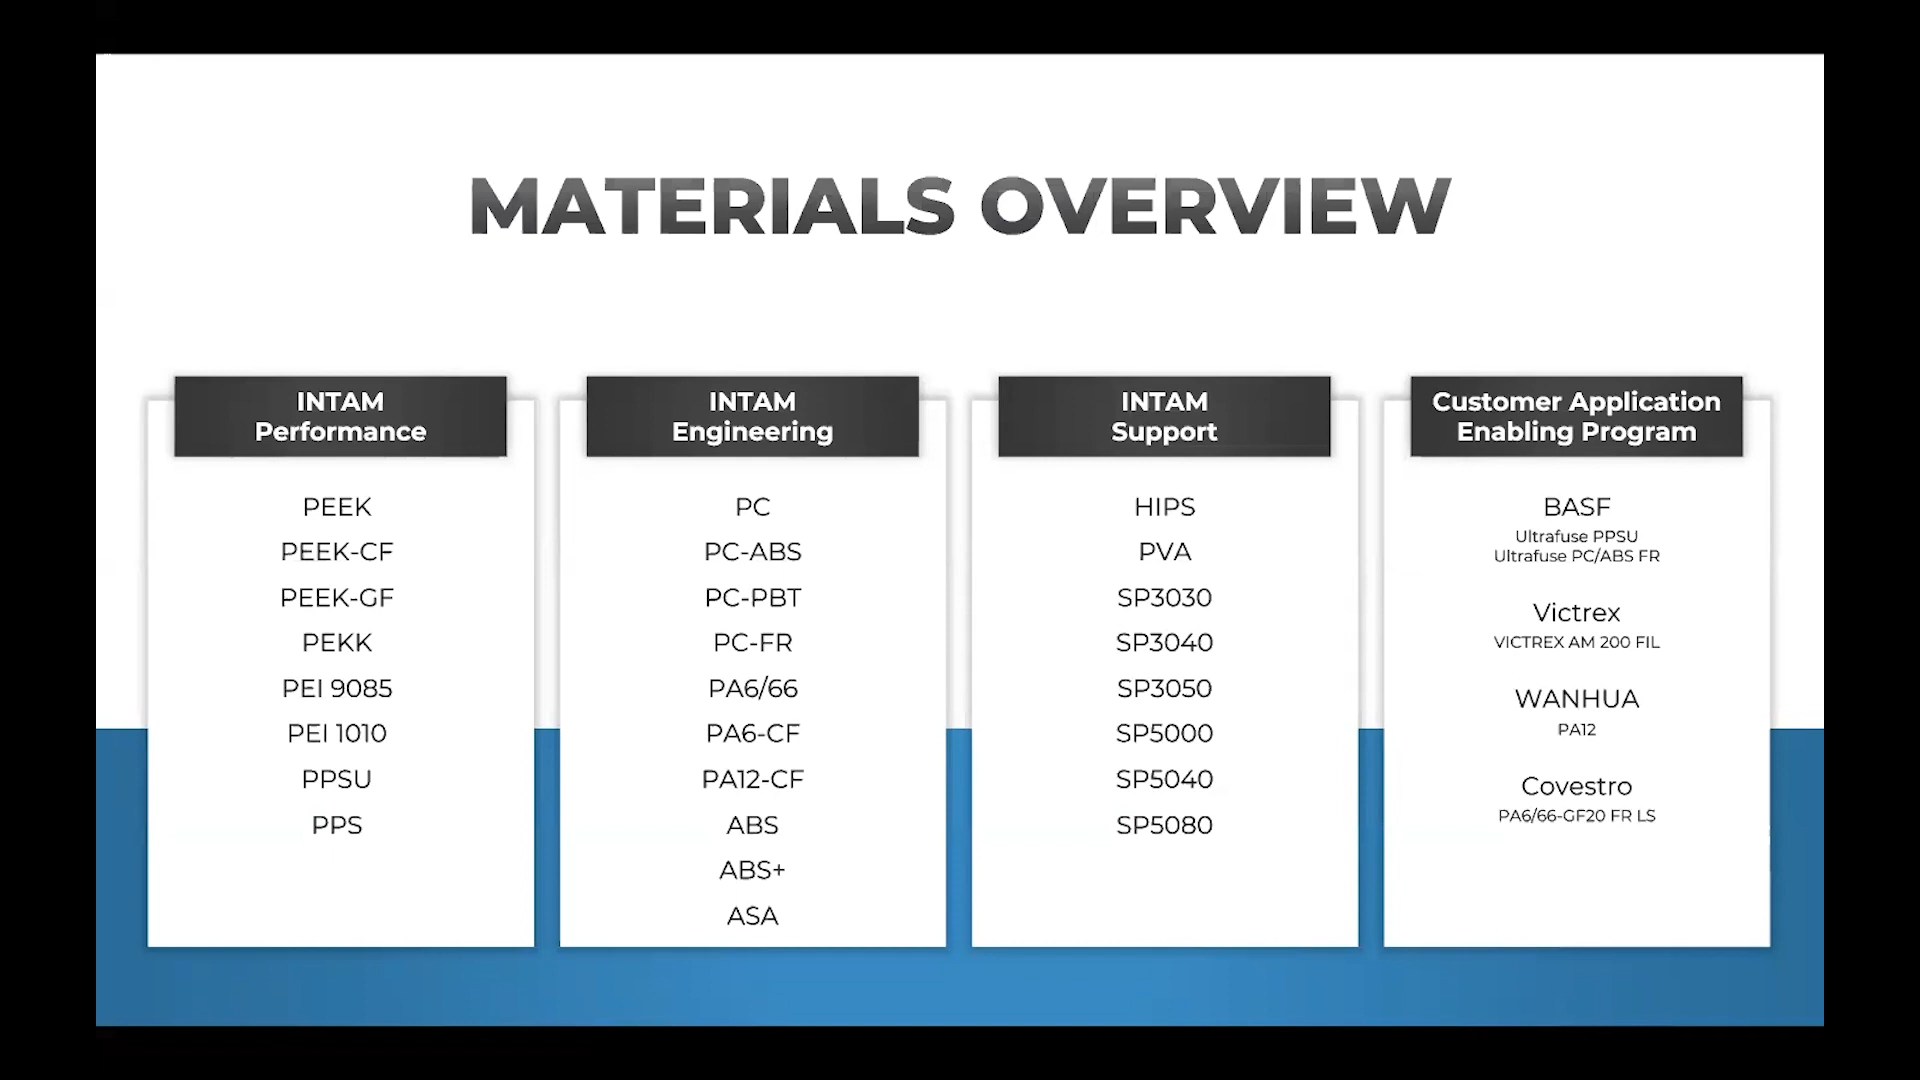 MATERIALS OVERVIEW
INTAM
Performance
PEEK
PEEK-CF
PEEK-GF
PEKK
PEI 9085
PEI 1010
PPSU
PPS
INTAM
Engineering
PC
PC-ABS
PC-PBT
PC-FR
PA6/66
PA6-CF
PA12-CF
ABS
ABS+
ASA
INTAM
Support
HIPS
PVA
SP3030
SP3040
SP3050
SP5000
SP5040
SP5080
Customer Application
Enabling Program
BASF
Ultrafuse PPSU
Ultrafuse PC/ABS FR
Victrex
VICTREX AM 200 FIL
WANHUA
PA12
Covestro
PA6/66-GF20 FR LS